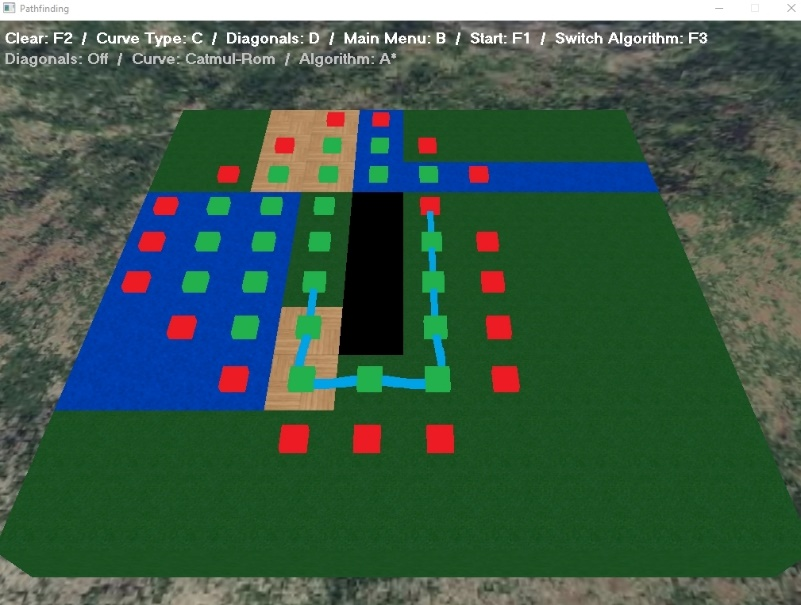 Pathfinding
Clear: F2 / Curve Type: C / Diagonals: D / Main Menu: B / Start: F1 / Switch Algorithm: F3
Diagonals: Off / Curve: Catmul-Rom / Algorithm: A*